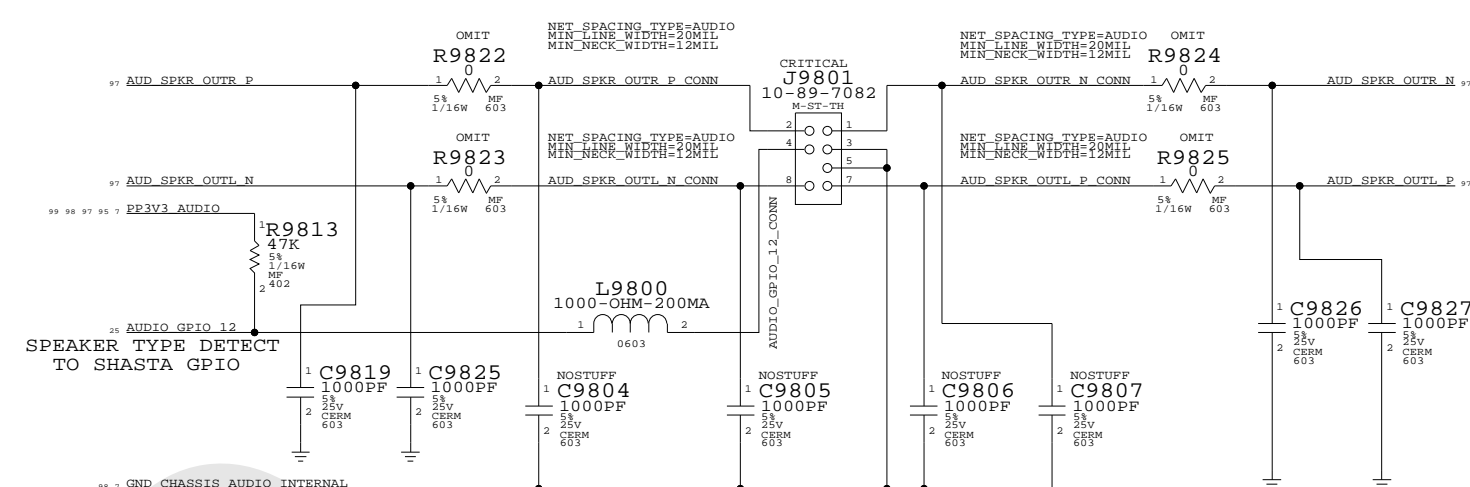 OMIT
R9822
0
1 2
5%
1/16W
MF
603
NET_SPACING_TYPE=AUDIO
MIN_LINE_WIDTH=20MIL
MIN_NECK_WIDTH=12MIL
97 AUD_SPKR_OUTR_P
AUD_SPKR_OUTR_P_CONN
CRITICAL
J9801
10-89-7082
M-ST-TH
2 1
4 3
5
8 7
NET_SPACING_TYPE=AUDIO
MIN_LINE_WIDTH=20MIL
MIN_NECK_WIDTH=12MIL
AUD_SPKR_OUTR_N_CONN
OMIT
R9824
0
1 2
5%
1/16W
MF
603
AUD_SPKR_OUTR_N 97
OMIT
R9823
0
1 2
5%
1/16W
MF
603
NET_SPACING_TYPE=AUDIO
MIN_LINE_WIDTH=20MIL
MIN_NECK_WIDTH=12MIL
97 AUD_SPKR_OUTL_N
AUD_SPKR_OUTL_N_CONN
NET_SPACING_TYPE=AUDIO
MIN_LINE_WIDTH=20MIL
MIN_NECK_WIDTH=12MIL
AUD_SPKR_OUTL_P_CONN
OMIT
R9825
0
1 2
5%
1/16W
MF
603
AUD_SPKR_OUTL_P 97
99 98 97 95 7 PP3V3_AUDIO
1
R9813
47K
5%
1/16W
MF
402
2
AUDIO_GPIO_12_CONN
L9800
1000-OHM-200MA
1 2
0603
25 AUDIO_GPIO_12
SPEAKER TYPE DETECT
TO SHASTA GPIO
1
C9819
1000PF
5%
25V
CERM
603
2
1
C9825
1000PF
5%
25V
CERM
603
2
NOSTUFF
1
C9804
1000PF
5%
25V
CERM
603
2
NOSTUFF
1
C9805
1000PF
5%
25V
CERM
603
2
NOSTUFF
1
C9806
1000PF
5%
25V
CERM
603
2
NOSTUFF
1
C9807
1000PF
5%
25V
CERM
603
2
1
C9826
1000PF
5%
25V
CERM
603
2
1
C9827
1000PF
5%
25V
CERM
603
2
98 7 GND_CHASSIS_AUDIO_INTERNAL